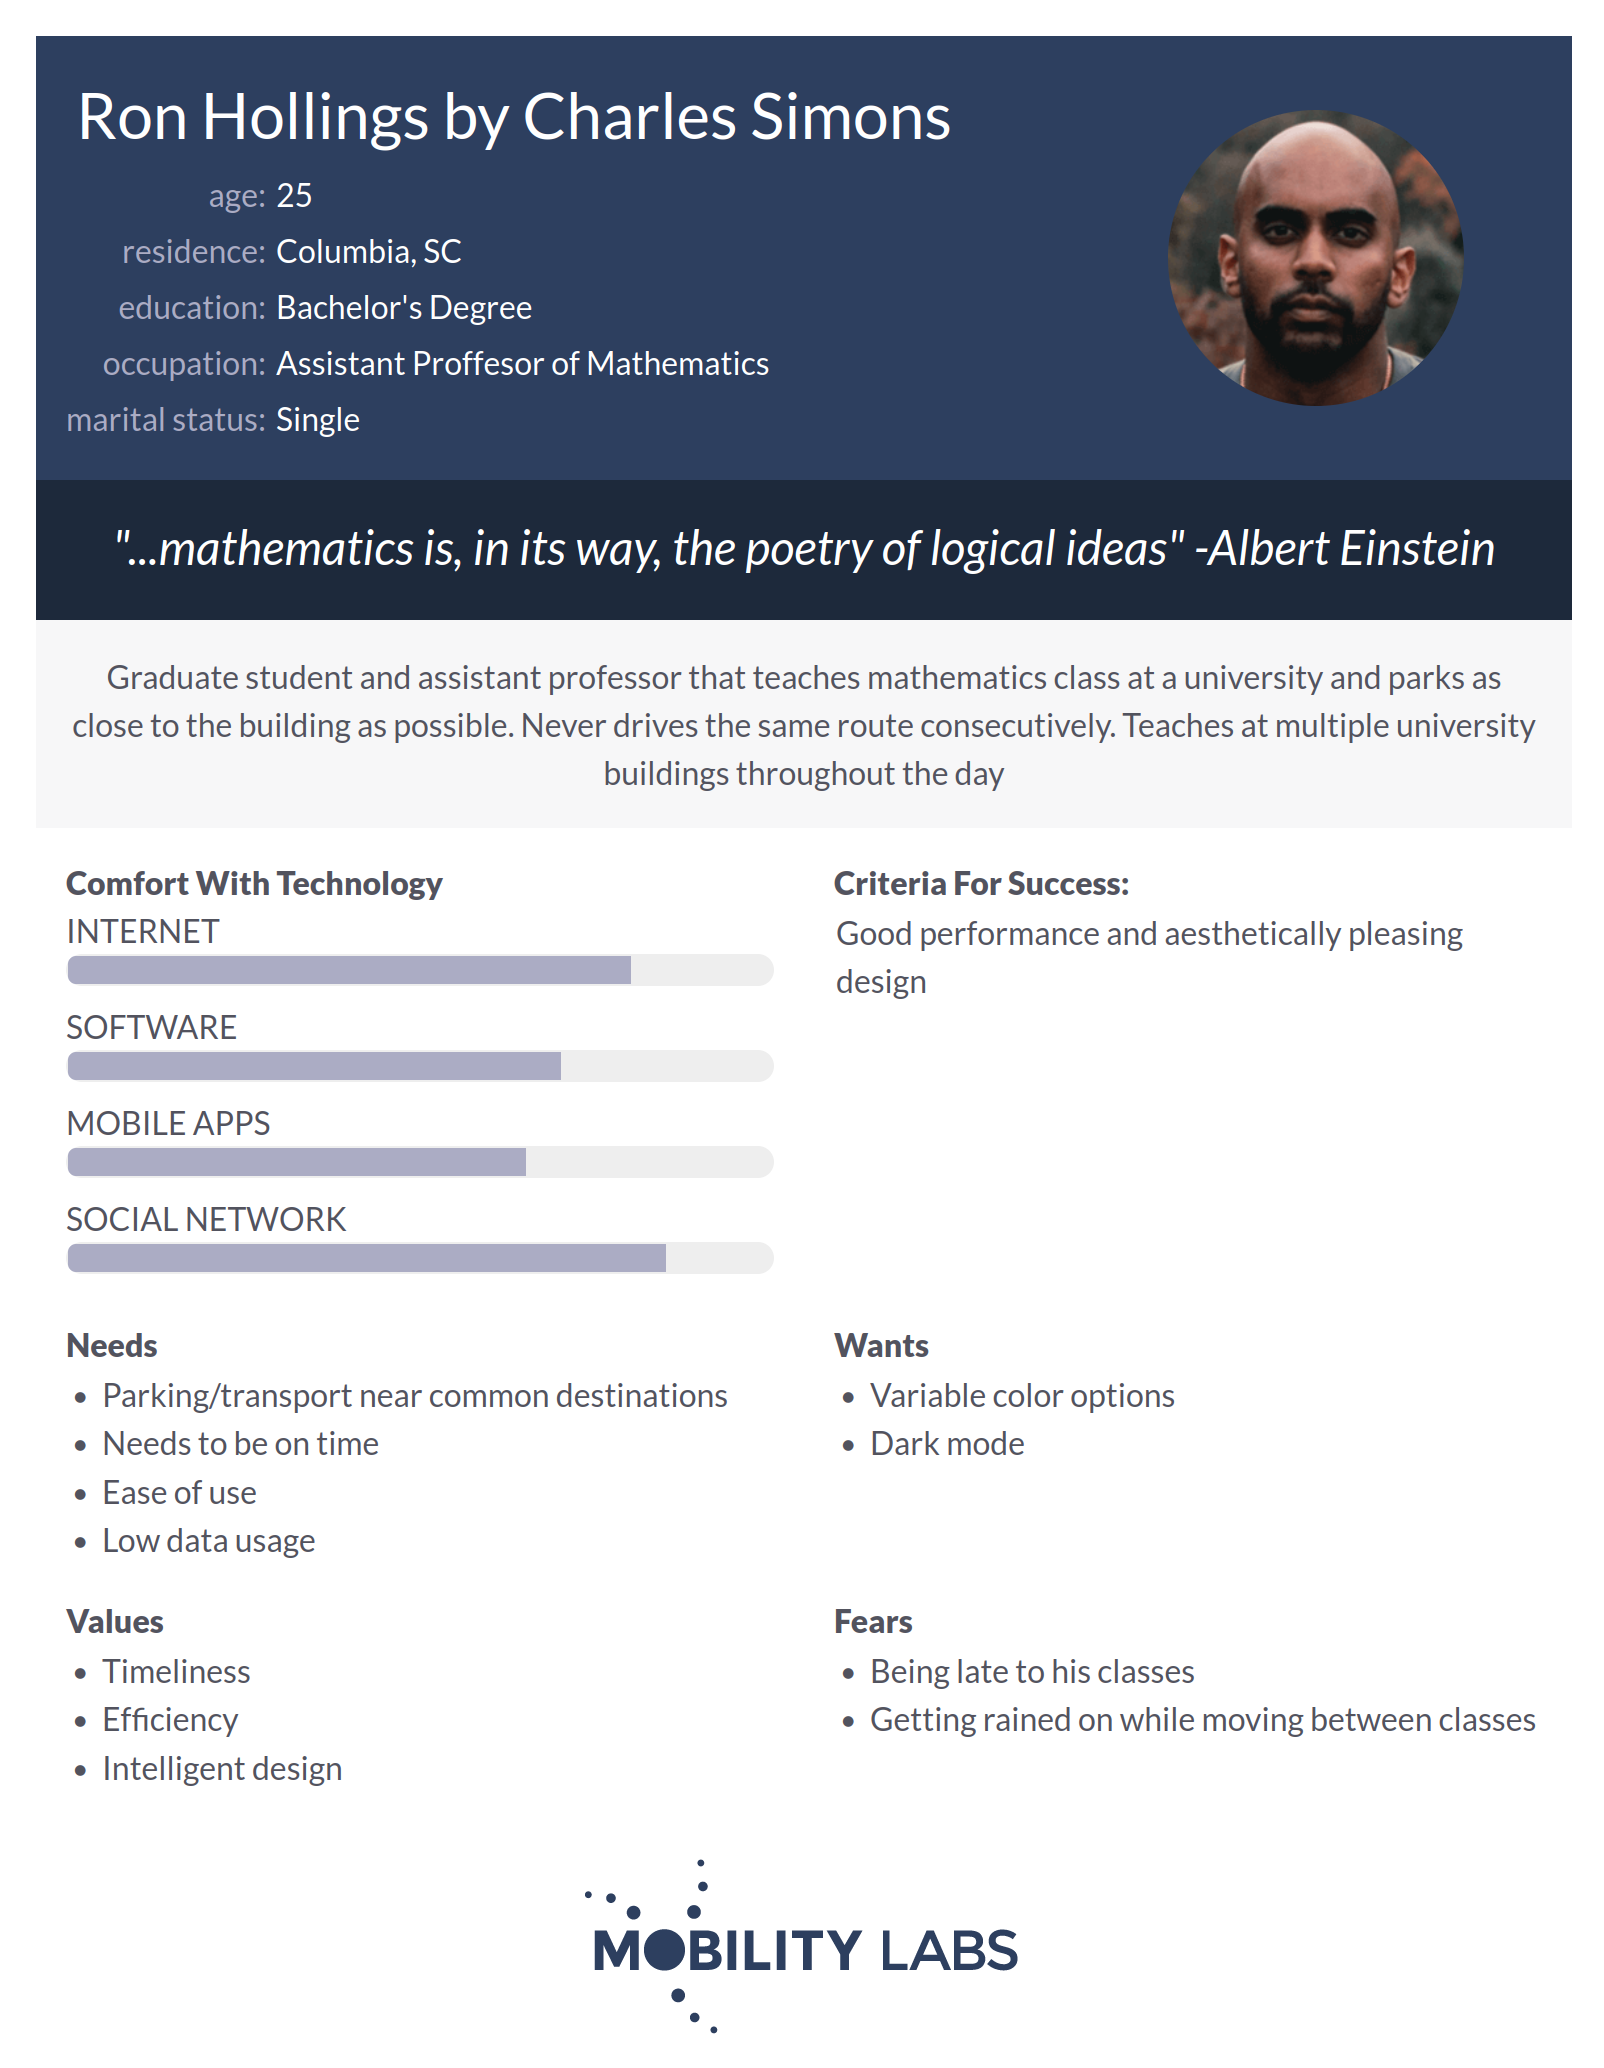 Ron Hollings by Charles Simons
age: 25
residence: Columbia, SC
education: Bachelor's Degree
occupation: Assistant Proffesor of Mathematics
marital status: Single
"...mathematics is, in its way, the poetry of logical ideas" -Albert Einstein
Graduate student and assistant professor that teaches mathematics class at a university and parks as
close to the building as possible. Never drives the same route consecutively. Teaches at multiple university
buildings throughout the day
Comfort With Technology
INTERNET
SOFTWARE
MOBILE APPS
SOCIAL NETWORK
Criteria For Success:
Good performance and aesthetically pleasing
design
Needs
• Parking/transport near common destinations
• Needs to be on time
• Ease of use
• Low data usage
Wants
• Variable color options
• Dark mode
Values
• Timeliness
• Efficiency
• Intelligent design
Fears
• Being late to his classes
• Getting rained on while moving between classes
MOBILITY LABS